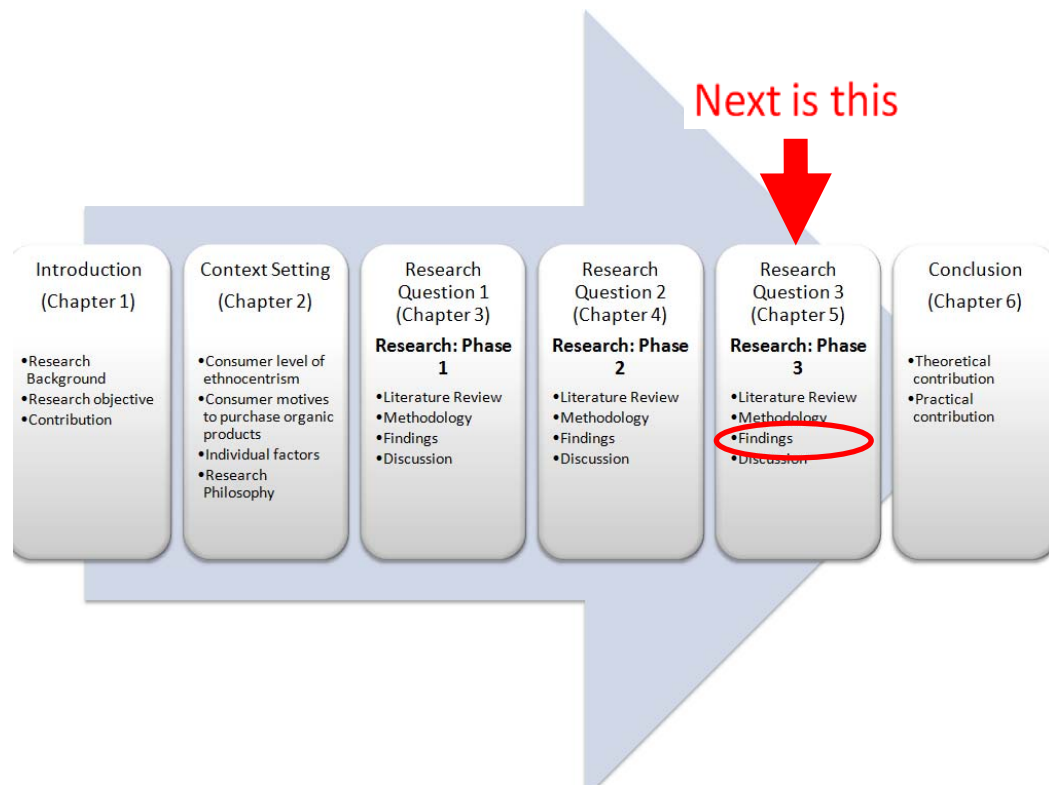 Next is this
Introduction
(Chapter 1)
•Research
Background
•Research objective
•Contribution
Context Setting
(Chapter 2)
•Consumer level of
ethnocentrism
•Consumer motives
to purchase organic
products
•Individual factors
•Research
Philosophy
Research
Question 1
(Chapter 3)
Research: Phase
1
•Literature Review
•Methodology
•Findings
•Discussion
Research
Question 2
(Chapter 4)
Research: Phase
2
•Literature Review
•Methodology
•Findings
•Discussion
Research
Question 3
(Chapter 5)
Research: Phase
3
•Literature Review
•Methodology
•Findings
•Discussion
Conclusion
(Chapter 6)
•Theoretical
contribution
•Practical
contribution